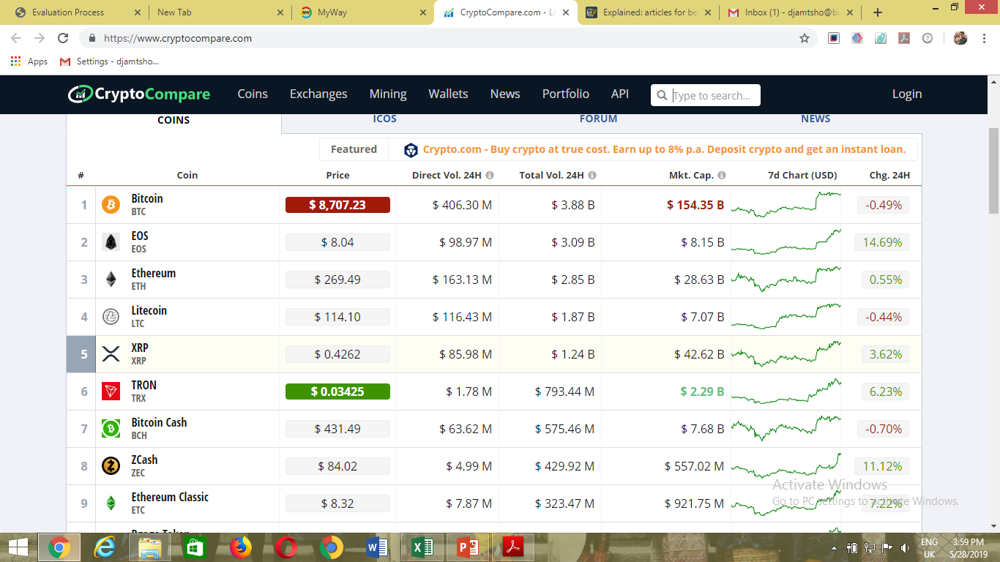 Evaluation Process
New Tab
MyWay
CryptoCompare.com - Li
Explained: articles for be
Inbox (1) - djamtsho@b
https://www.cryptocompare.com
Apps
Settings - djamtsho...
CryptoCompare
Coins
Exchanges
Mining
Wallets
News
Portfolio
API
Type to search...
Login
COINS
ICOS
FORUM
NEWS
Featured
Crypto.com - Buy crypto at true cost. Earn up to 8% p.a. Deposit crypto and get an instant loan.
# Coin Price Direct Vol. 24H Total Vol. 24H Mkt. Cap. 7d Chart (USD) Chg. 24H
1 Bitcoin $ 8,707.23 $ 406.30 M $ 3.88 B $ 154.35 B -0.49%
BTC
2 EOS $ 8.04 $ 98.97 M $ 3.09 B $ 8.15 B 14.69%
EOS
3 Ethereum $ 269.49 $ 163.13 M $ 2.85 B $ 28.63 B 0.55%
ETH
4 Litecoin $ 114.10 $ 116.43 M $ 1.87 B $ 7.07 B -0.44%
LTC
5 XRP $ 0.4262 $ 85.98 M $ 1.24 B $ 42.62 B 3.62%
XRP
6 TRON $ 0.03425 $ 1.78 M $ 793.44 M $ 2.29 B 6.23%
TRX
7 Bitcoin Cash $ 431.49 $ 63.62 M $ 575.46 M $ 7.68 B -0.70%
BCH
8 ZCash $ 84.02 $ 4.99 M $ 429.92 M $ 557.02 M 11.12%
ZEC
9 Ethereum Classic $ 8.32 $ 7.87 M $ 323.47 M $ 921.75 M 7.22%
ETC
Activate Windows
Go to PC settings to activate Windows.
ENG
UK
3:59 PM
5/28/2019